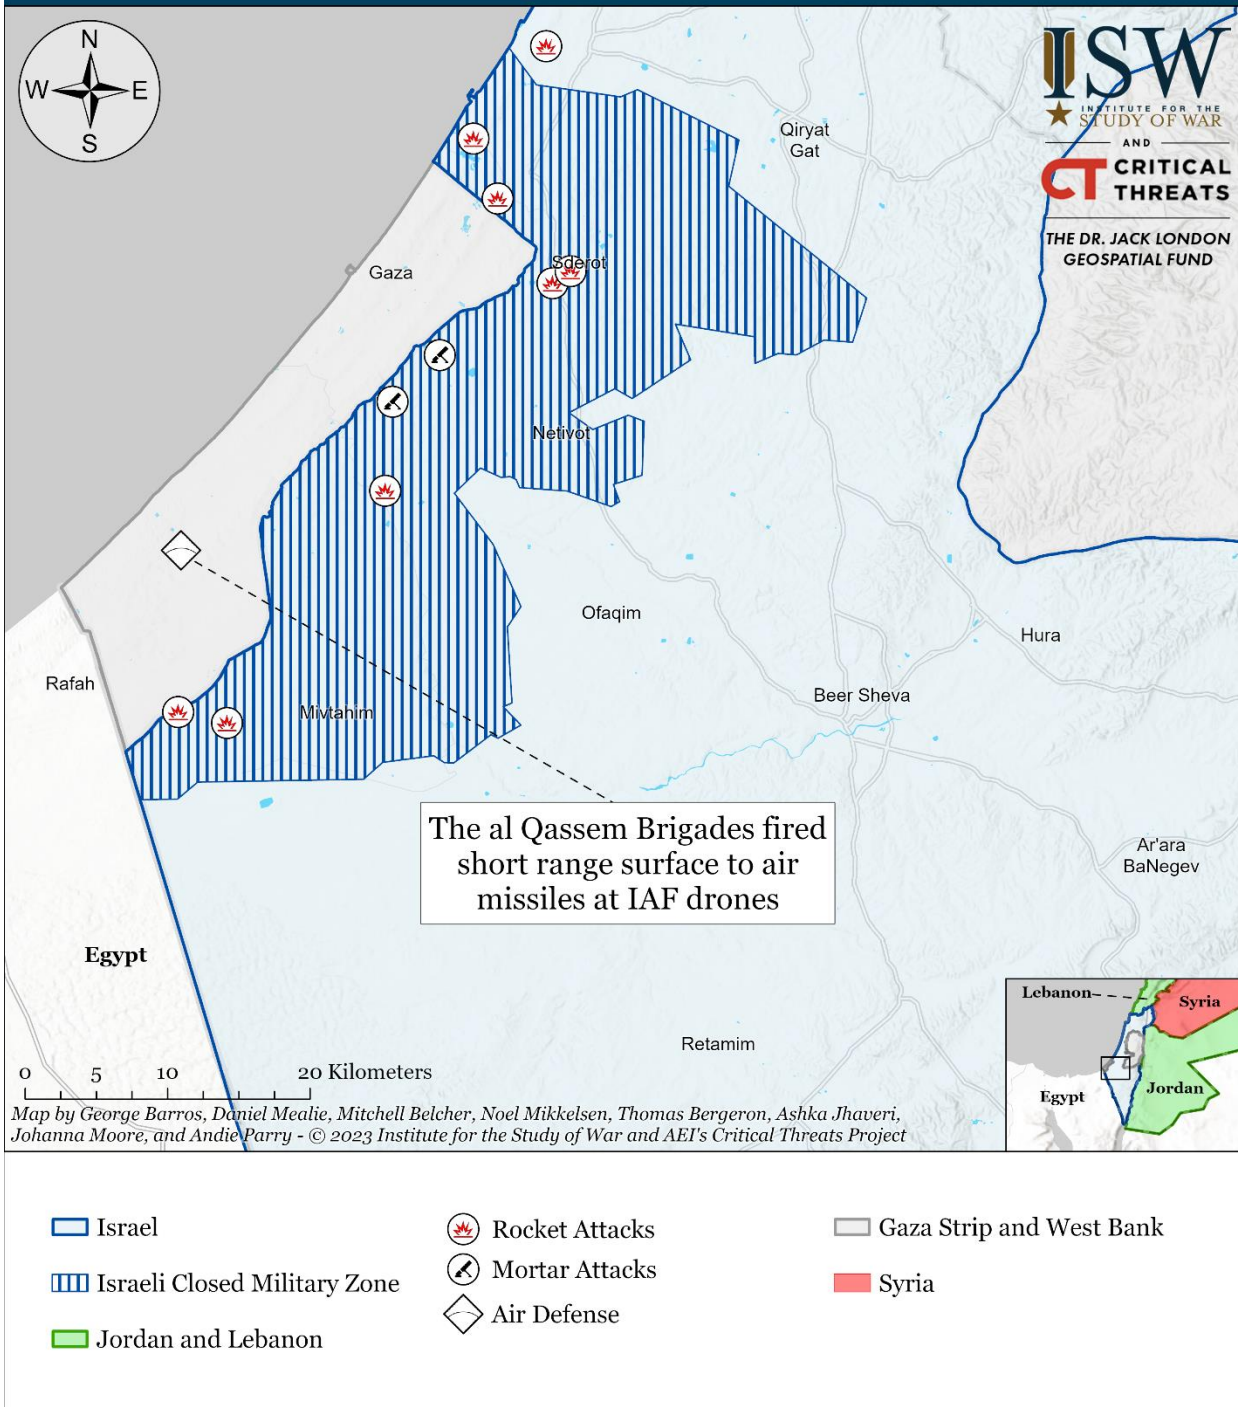 N
W E
S
ISW
INSTITUTE FOR THE
STUDY OF WAR
AND
CT CRITICAL
THREATS
THE DR. JACK LONDON
GEOSPATIAL FUND
Qiryat
Gat
Gaza
Sderot
Netivot
Ofaqim
Hura
Rafah
Mivtahim
Beer Sheva
The al Qassem Brigades fired
short range surface to air
missiles at IAF drones
Ar'ara
BaNegev
Egypt
Retamim
Lebanon
Syria
Egypt
Jordan
0 5 10 20 Kilometers
Map by George Barros, Daniel Mealie, Mitchell Belcher, Noel Mikkelsen, Thomas Bergeron, Ashka Jhaveri,
Johanna Moore, and Andie Parry - © 2023 Institute for the Study of War and AEI's Critical Threats Project
Israel
Israeli Closed Military Zone
Jordan and Lebanon
Rocket Attacks
Mortar Attacks
Air Defense
Gaza Strip and West Bank
Syria